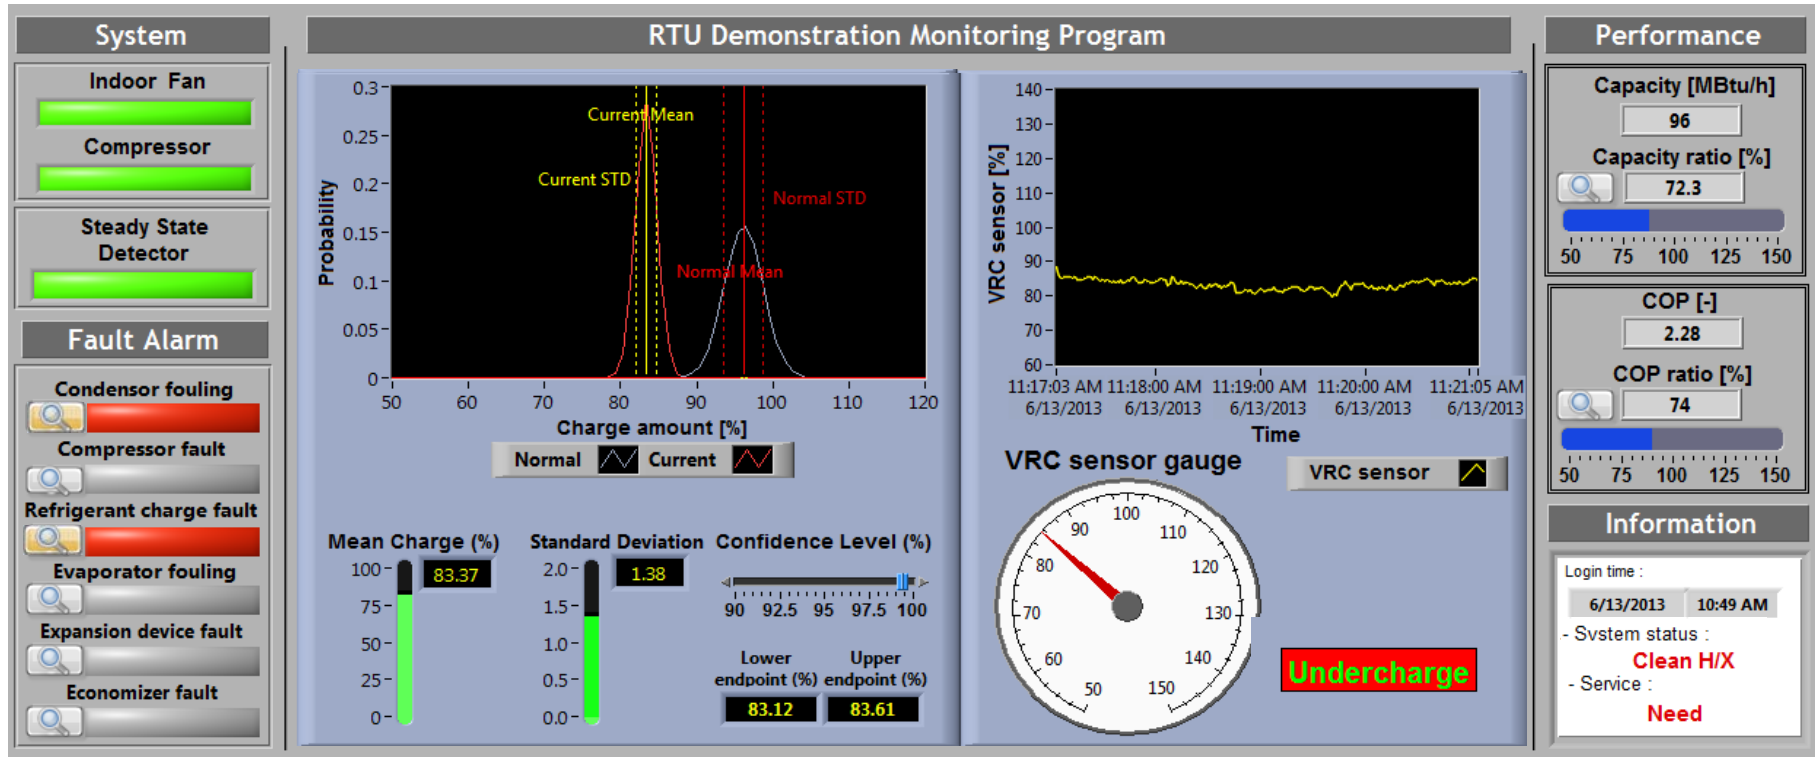 System
Indoor Fan
Compressor
Steady State
Detector
Fault Alarm
Condensor fouling
Compressor fault
Refrigerant charge fault
Evaporator fouling
Expansion device fault
Economizer fault
RTU Demonstration Monitoring Program
0.3
0.25
0.2
0.15
0.1
0.05
0
Probability
Current Mean
Current STD
Normal STD
Normal Mean
50 60 70 80 90 100 110 120
Charge amount [%]
Normal Current
Mean Charge (%)
83.37
100
75
50
25
0
Standard Deviation
1.38
2.0
1.5
1.0
0.5
0.0
Confidence Level (%)
90 92.5 95 97.5 100
Lower
endpoint (%)
83.12
Upper
endpoint (%)
83.61
140
130
120
110
100
90
80
70
60
VRC sensor [%]
11:17:03 AM 11:18:00 AM 11:19:00 AM 11:20:00 AM 11:21:05 AM
6/13/2013 6/13/2013 6/13/2013 6/13/2013 6/13/2013
Time
VRC sensor gauge
VRC sensor
50 60 70 80 90 100 110 120 130 140 150
Undercharge
Performance
Capacity [MBtu/h]
96
Capacity ratio [%]
72.3
50 75 100 125 150
COP [-]
2.28
COP ratio [%]
74
50 75 100 125 150
Information
Login time :
6/13/2013 10:49 AM
- System status :
Clean H/X
- Service :
Need